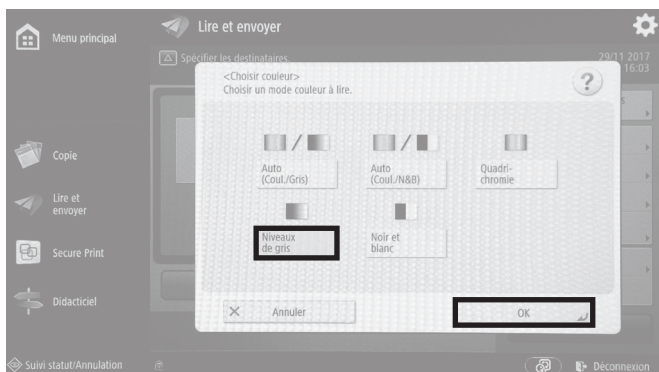 Menu principal
Lire et envoyer
Spécifier les destinataires.
29/11 2017
16:03
<Choisir couleur>
Choisir un mode couleur à lire.
?
Auto
(Coul./Gris)
Auto
(Coul./N&B)
Quadri-
chromie
Niveaux
de gris
Noir et
blanc
Annuler
OK
Copie
Lire et
envoyer
Secure Print
Didacticiel
Suivi statut/Annulation
Déconnexion